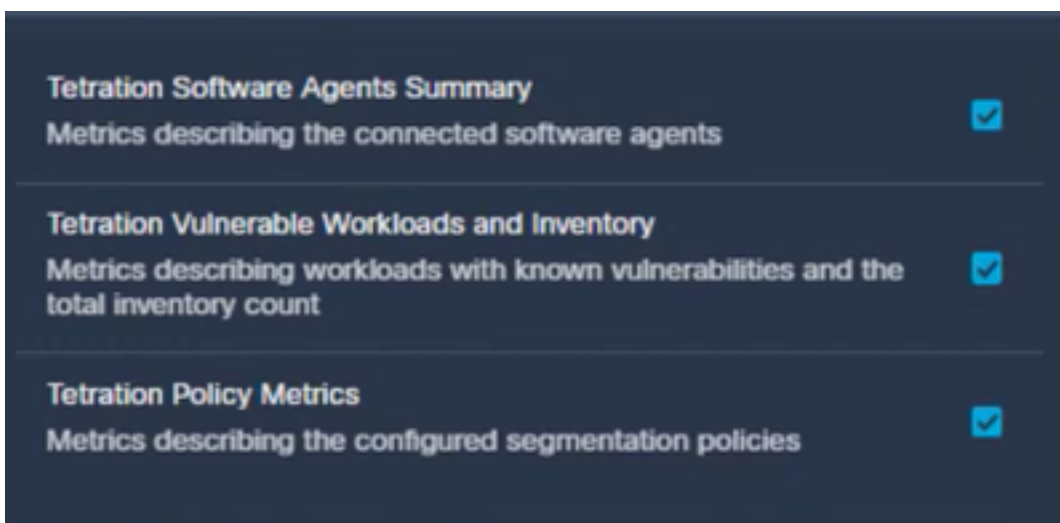 Tetration Software Agents Summary
Metrics describing the connected software agents
Tetration Vulnerable Workloads and Inventory
Metrics describing workloads with known vulnerabilities and the
total inventory count
Tetration Policy Metrics
Metrics describing the configured segmentation policies